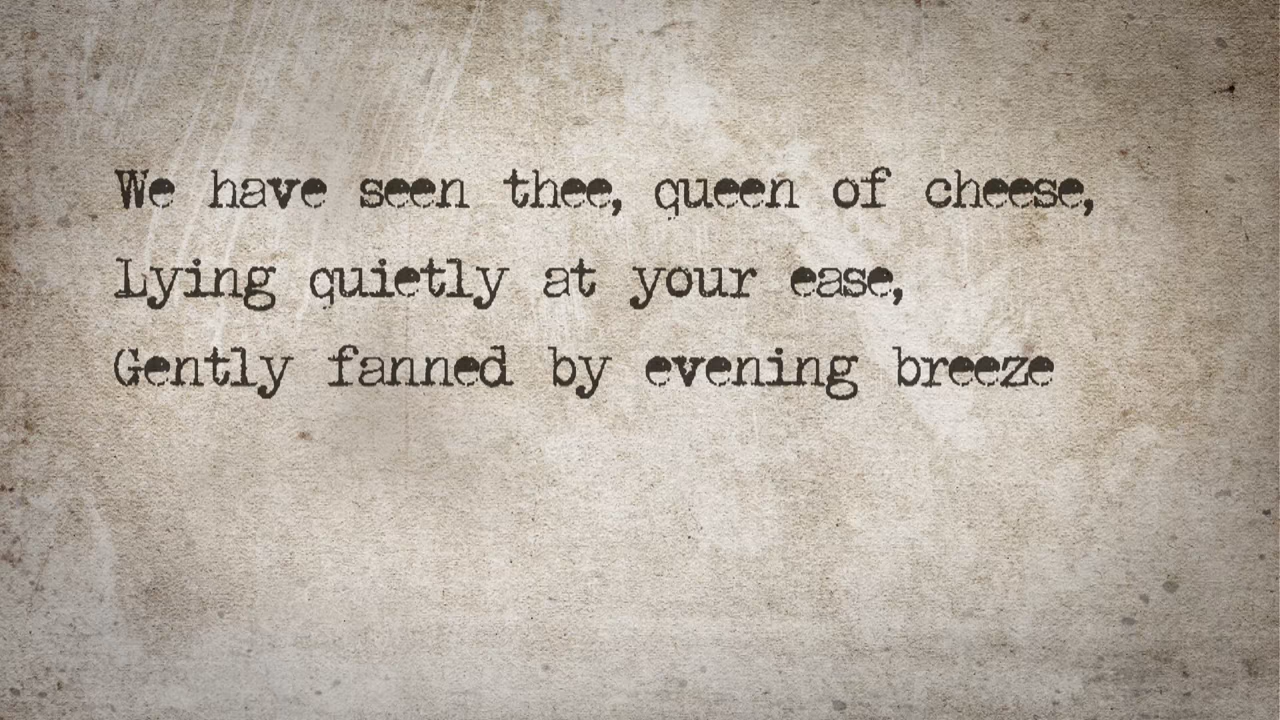 We have seen thee, queen of cheese,
Lying quietly at your ease,
Gently fanned by evening breeze